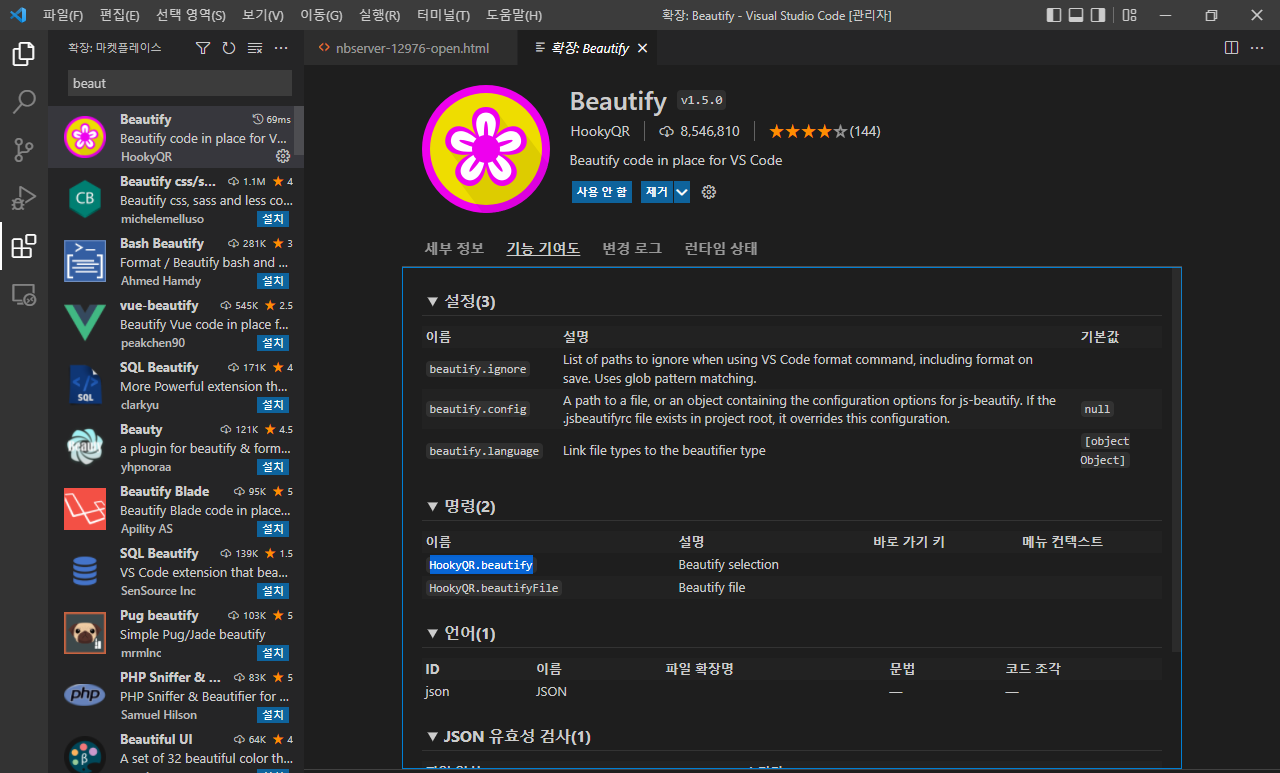 파일(F) 편집(E) 선택 영역(S) 보기(V) 이동(G) 실행(R) 터미널(T) 도움말(H) 확장: Beautify - Visual Studio Code [관리자]
확장: 마켓플레이스
beaut
Beautify 69ms
Beautify code in place for V...
HookyQR
Beautify css/s... 1.1M 4
Beautify css, sass and less co...
michelemelluso 설치
Bash Beautify 281K 3
Format / Beautify bash and ...
Ahmed Hamdy 설치
vue-beautify 545K 2.5
Beautify Vue code in place f...
peakchen90 설치
SQL Beautify 171K 4
More Powerful extension th...
clarkyu 설치
Beauty 121K 4.5
a plugin for beautify & form...
yhpnoraa 설치
Beautify Blade 95K 5
Beautify Blade code in place...
Apility AS 설치
SQL Beautify 139K 1.5
VS Code extension that bea...
SenSource Inc 설치
Pug beautify 103K 5
Simple Pug/Jade beautify
mrmlnc 설치
PHP Sniffer & ... 83K 5
PHP Sniffer & Beautifier for ...
Samuel Hilson 설치
Beautiful UI 64K 4
A set of 32 beautiful color th...
CB
SQL
php
nbserver-12976-open.html 확장: Beautify
Beautify v1.5.0
HookyQR 8,546,810 (144)
Beautify code in place for VS Code
사용 안 함 제거
세부 정보 기능 기여도 변경 로그 런타임 상태
설정(3)
이름 설명 기본값
beautify.ignore List of paths to ignore when using VS Code format command, including format on
save. Uses glob pattern matching.
beautify.config A path to a file, or an object containing the configuration options for js-beautify. If the
.jsbeautifyrc file exists in project root, it overrides this configuration. null
beautify.language Link file types to the beautifier type [object
Object]
명령(2)
이름 설명 바로 가기 키 메뉴 컨텍스트
HookyQR.beautify Beautify selection
HookyQR.beautifyFile Beautify file
언어(1)
ID 이름 파일 확장명 문법 코드 조각
json JSON — —
JSON 유효성 검사(1)